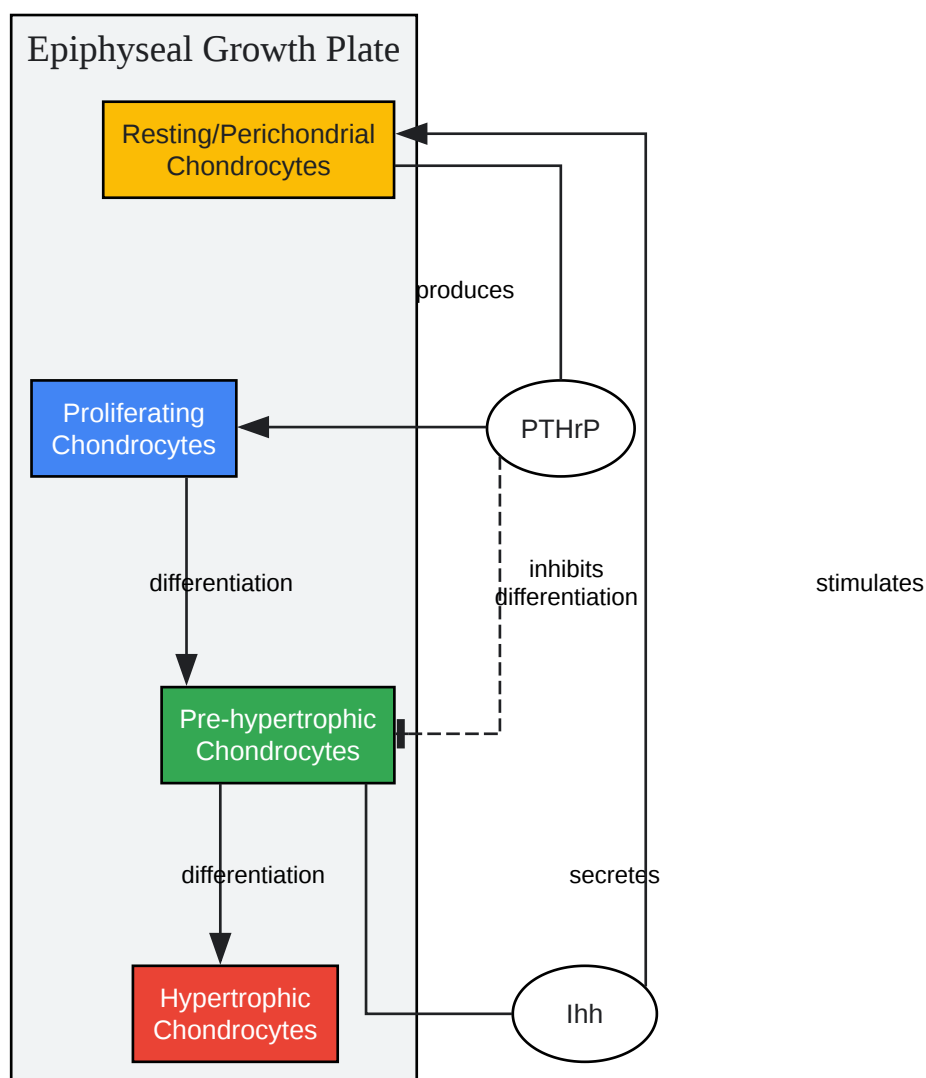 Epiphyseal Growth Plate
Resting/Perichondrial
Chondrocytes
produces
Proliferating
Chondrocytes
PTHrP
differentiation
inhibits
differentiation
stimulates
Pre-hypertrophic
Chondrocytes
differentiation
secretes
Hypertrophic
Chondrocytes
Ihh